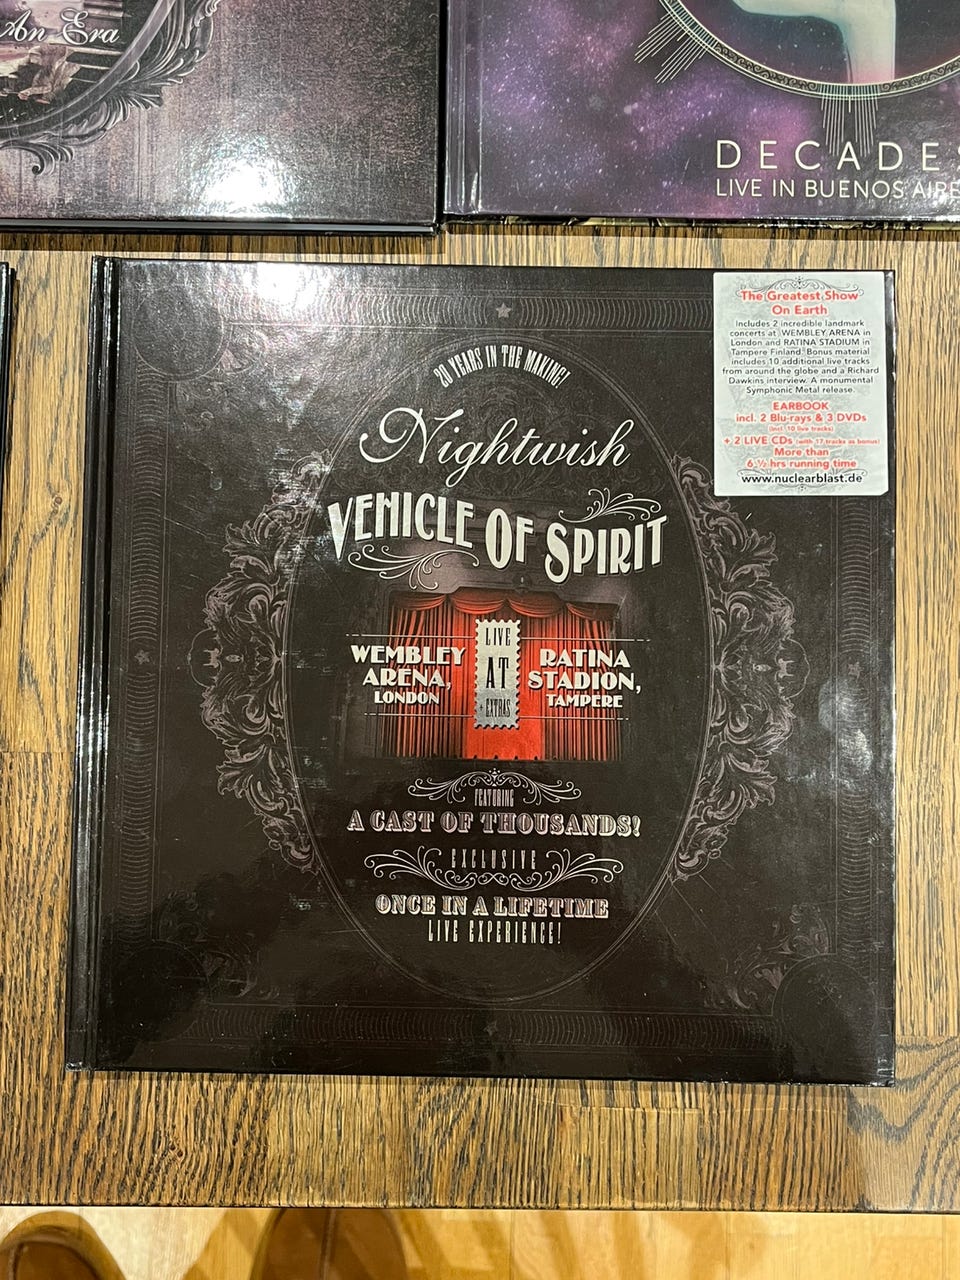 An Era
DECADES
LIVE IN BUENOS AIRE
The Greatest Show
On Earth
Includes 2 incredible landmark
concerts at WEMBLEY ARENA in
London and RATINA STADIUM in
Tampere Finland. Bonus material
includes 10 additional live tracks
from around the globe and a Richard
Dawkins interview. A monumental
Symphonic Metal release.
EARBOOK
incl. 2 Blu-rays & 3 DVDs
(incl. 10 live tracks)
+ 2 LIVE CDs (with 17 tracks as bonus)
More than
6 ½ hrs running time
www.nuclearblast.de
20 YEARS IN THE MAKING!
Nightwish
VEHICLE OF SPIRIT
LIVE
AT
+ EXTRAS
WEMBLEY
ARENA,
LONDON
RATINA
STADION,
TAMPERE
FEATURING
A CAST OF THOUSANDS!
EXCLUSIVE
ONCE IN A LIFETIME
LIVE EXPERIENCE!